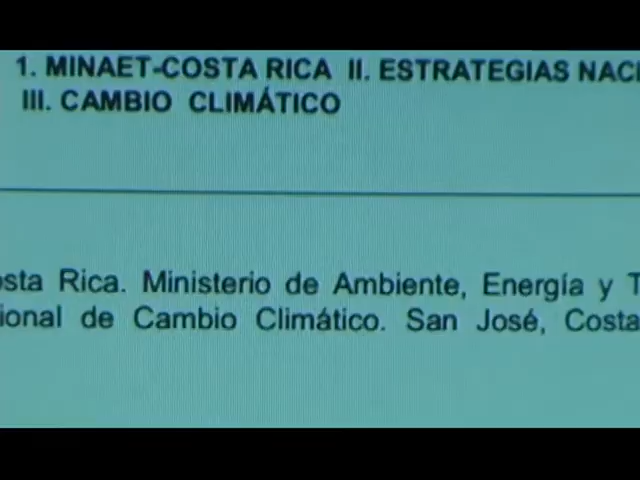 1. MINAET-COSTA RICA II. ESTRATEGIAS NACI
III. CAMBIO CLIMÁTICO
osta Rica. Ministerio de Ambiente, Energía y T
ional de Cambio Climático. San José, Costa